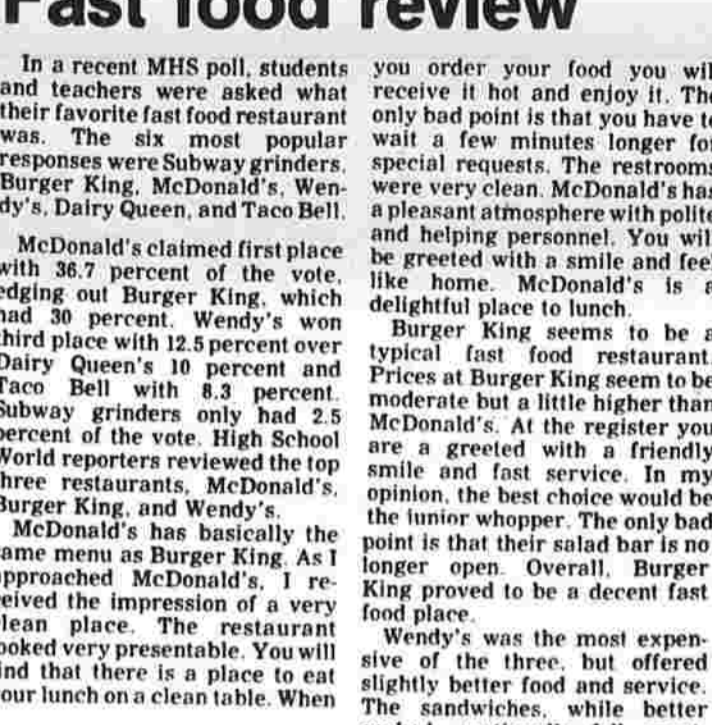 Fast food review
In a recent MHS poll, students
and teachers were asked what
their favorite fast food restaurant
was. The six most popular
responses were Subway grinders,
Burger King, McDonald's, Wen-
dy's, Dairy Queen, and Taco Bell.
McDonald's claimed first place
with 36.7 percent of the vote,
edging out Burger King, which
had 30 percent. Wendy's won
third place with 12.5 percent over
Dairy Queen's 10 percent and
Taco Bell with 8.3 percent.
Subway grinders only had 2.5
percent of the vote. High School
World reporters reviewed the top
three restaurants, McDonald's,
Burger King, and Wendy's.
McDonald's has basically the
ame menu as Burger King. As I
approached McDonald's, I re-
ceived the impression of a very
clean place. The restaurant
ooked very presentable. You will
find that there is a place to eat
our lunch on a clean table. When
you order your food you wil
receive it hot and enjoy it. The
only bad point is that you have to
wait a few minutes longer for
special requests. The restrooms
were very clean. McDonald's has
a pleasant atmosphere with polite
and helping personnel. You wil
be greeted with a smile and feel
like home. McDonald's is a
delightful place to lunch.
Burger King seems to be a
typical fast food restaurant.
Prices at Burger King seem to be
moderate but a little higher than
McDonald's. At the register you
are a greeted with a friendly
smile and fast service. In my
opinion, the best choice would be
the junior whopper. The only bad
point is that their salad bar is no
longer open. Overall, Burger
King proved to be a decent fast
food place.
Wendy's was the most expen-
sive of the three, but offered
slightly better food and service.
The sandwiches, while better